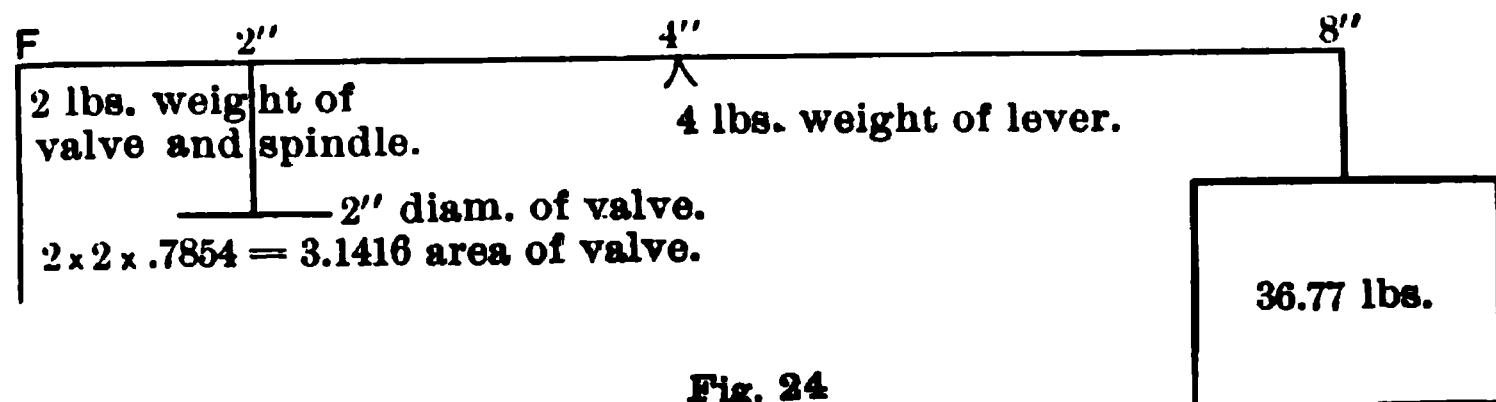 F 2″ 4″ 8″
2 lbs. weight of
valve and spindle.
4 lbs. weight of lever.
2″ diam. of valve.
2 × 2 × .7854 = 3.1416 area of valve.
36.77 lbs.
Fig. 24